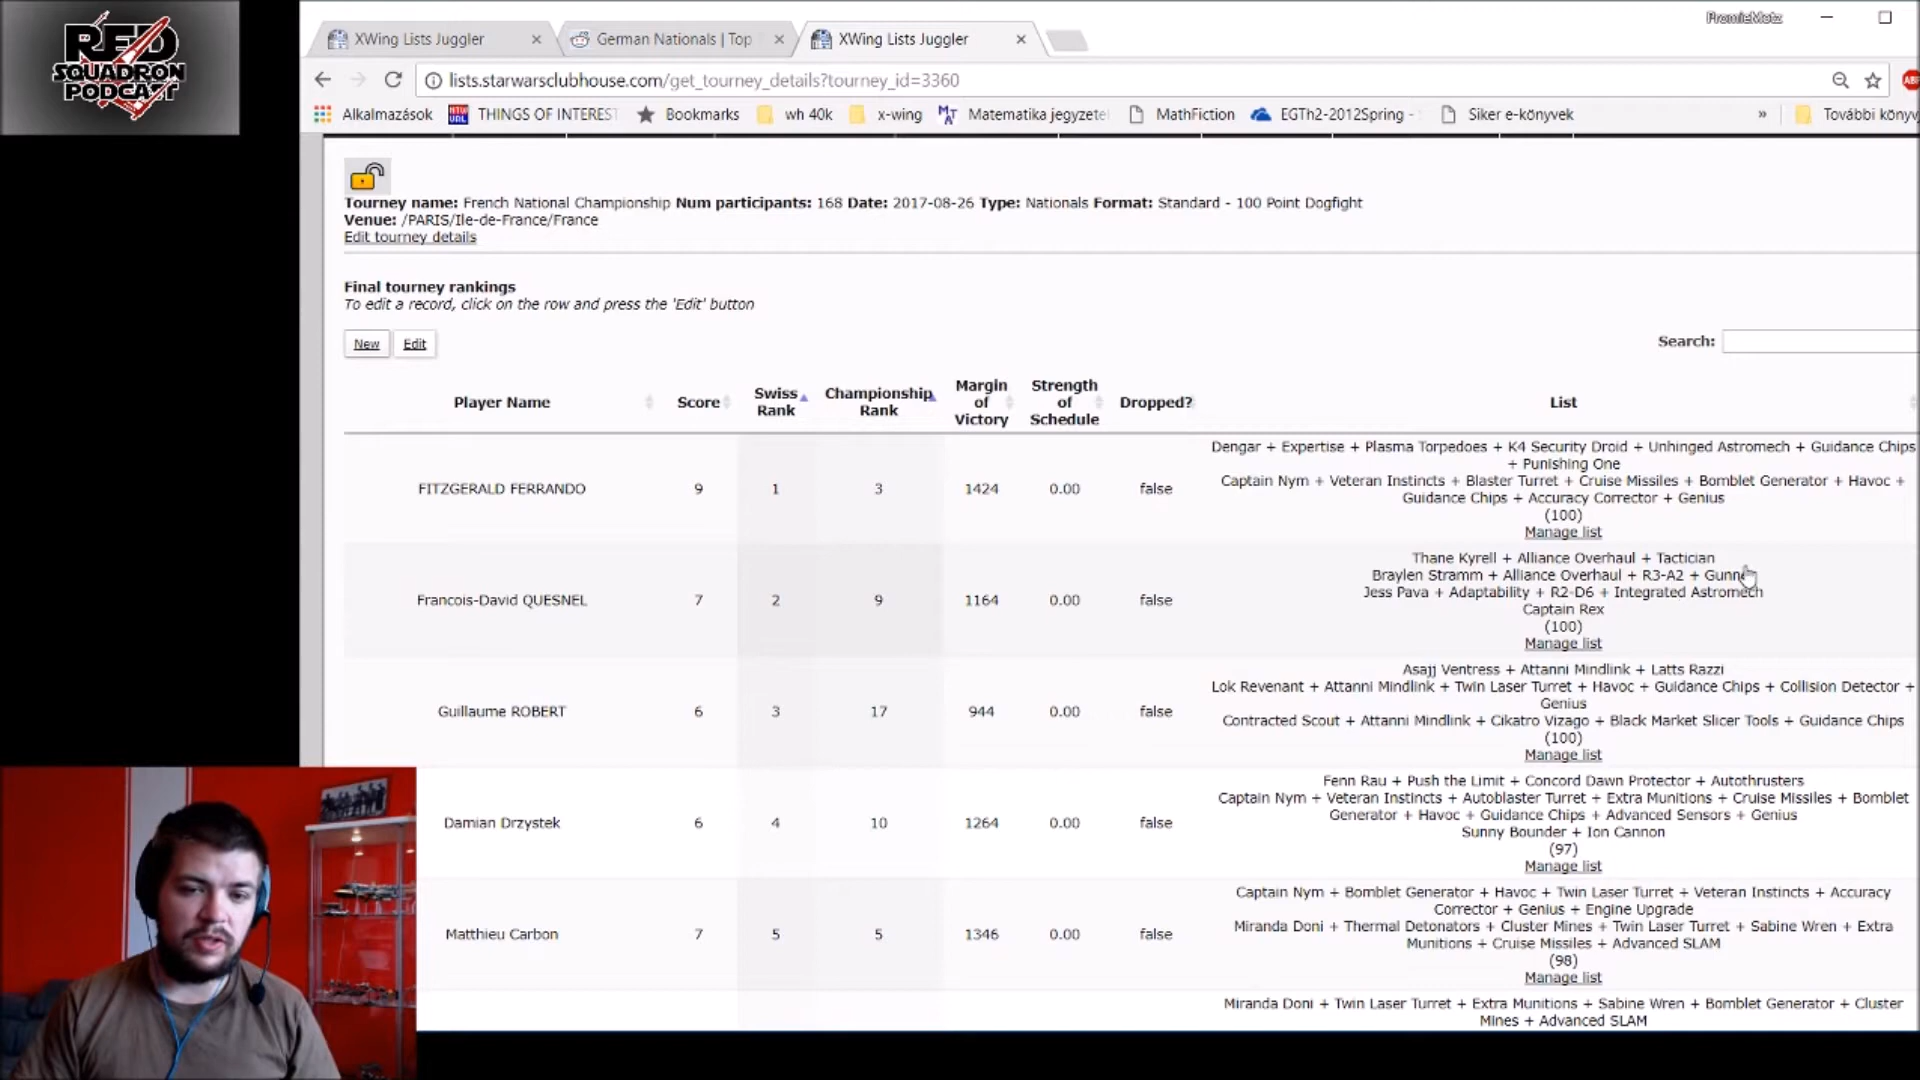 RED
SQUADRON
PODCAST
PromieMotz
XWing Lists Juggler
German Nationals | Top
XWing Lists Juggler
lists.starwarsclubhouse.com/get_tourney_details?tourney_id=3360
Alkalmazások THINGS OF INTEREST Bookmarks wh 40k x-wing Matematika jegyzete MathFiction EGTh2-2012Spring - Siker e-könyvek » További könyv
Tourney name: French National Championship Num participants: 168 Date: 2017-08-26 Type: Nationals Format: Standard - 100 Point Dogfight
Venue: /PARIS/Ile-de-France/France
Edit tourney details
Final tourney rankings
To edit a record, click on the row and press the 'Edit' button
New Edit Search:
Player Name Score Swiss Rank Championship Rank Margin of Victory Strength of Schedule Dropped? List
Dengar + Expertise + Plasma Torpedoes + K4 Security Droid + Unhinged Astromech + Guidance Chips
+ Punishing One
Captain Nym + Veteran Instincts + Blaster Turret + Cruise Missiles + Bomblet Generator + Havoc +
FITZGERALD FERRANDO 9 1 3 1424 0.00 false
Guidance Chips + Accuracy Corrector + Genius
(100)
Manage list
Thane Kyrell + Alliance Overhaul + Tactician
Braylen Stramm + Alliance Overhaul + R3-A2 + Gunne
Jess Pava + Adaptability + R2-D6 + Integrated Astromech
Francois-David QUESNEL 7 2 9 1164 0.00 false
Captain Rex
(100)
Manage list
Asajj Ventress + Attanni Mindlink + Latts Razzi
Lok Revenant + Attanni Mindlink + Twin Laser Turret + Havoc + Guidance Chips + Collision Detector +
Genius
Guillaume ROBERT 6 3 17 944 0.00 false
Contracted Scout + Attanni Mindlink + Cikatro Vizago + Black Market Slicer Tools + Guidance Chips
(100)
Manage list
Fenn Rau + Push the Limit + Concord Dawn Protector + Autothrusters
Captain Nym + Veteran Instincts + Autoblaster Turret + Extra Munitions + Cruise Missiles + Bomblet
Generator + Havoc + Guidance Chips + Advanced Sensors + Genius
Damian Drzystek 6 4 10 1264 0.00 false
Sunny Bounder + Ion Cannon
(97)
Manage list
Captain Nym + Bomblet Generator + Havoc + Twin Laser Turret + Veteran Instincts + Accuracy
Corrector + Genius + Engine Upgrade
Miranda Doni + Thermal Detonators + Cluster Mines + Twin Laser Turret + Sabine Wren + Extra
Matthieu Carbon 7 5 5 1346 0.00 false
Munitions + Cruise Missiles + Advanced SLAM
(98)
Manage list
Miranda Doni + Twin Laser Turret + Extra Munitions + Sabine Wren + Bomblet Generator + Cluster
Mines + Advanced SLAM